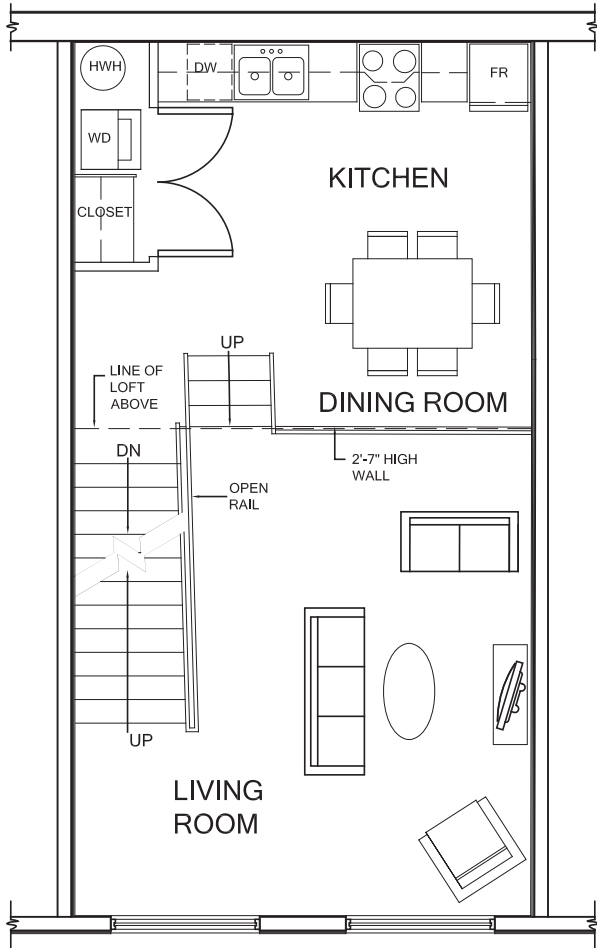 HWH
DW
FR
WD
KITCHEN
CLOSET
UP
LINE OF
LOFT
ABOVE
DINING ROOM
DN
2'-7" HIGH
WALL
OPEN
RAIL
UP
LIVING
ROOM